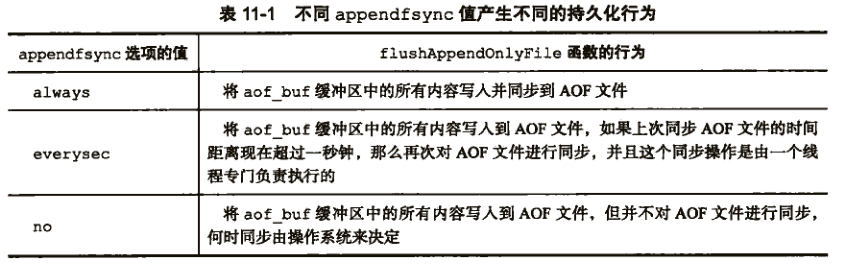 表 11-1 不同 appendfsync 值产生不同的持久化行为
appendfsync 选项的值 flushAppendOnlyFile 函数的行为
always 将 aof_buf 缓冲区中的所有内容写入并同步到 AOF 文件
将 aof_buf 缓冲区中的所有内容写入到 AOF 文件，如果上次同步 AOF 文件的时间
everysec 距离现在超过一秒钟，那么再次对 AOF 文件进行同步，并且这个同步操作是由一个线
程专门负责执行的
no 将 aof_buf 缓冲区中的所有内容写入到 AOF 文件，但并不对 AOF 文件进行同步，
何时同步由操作系统来决定